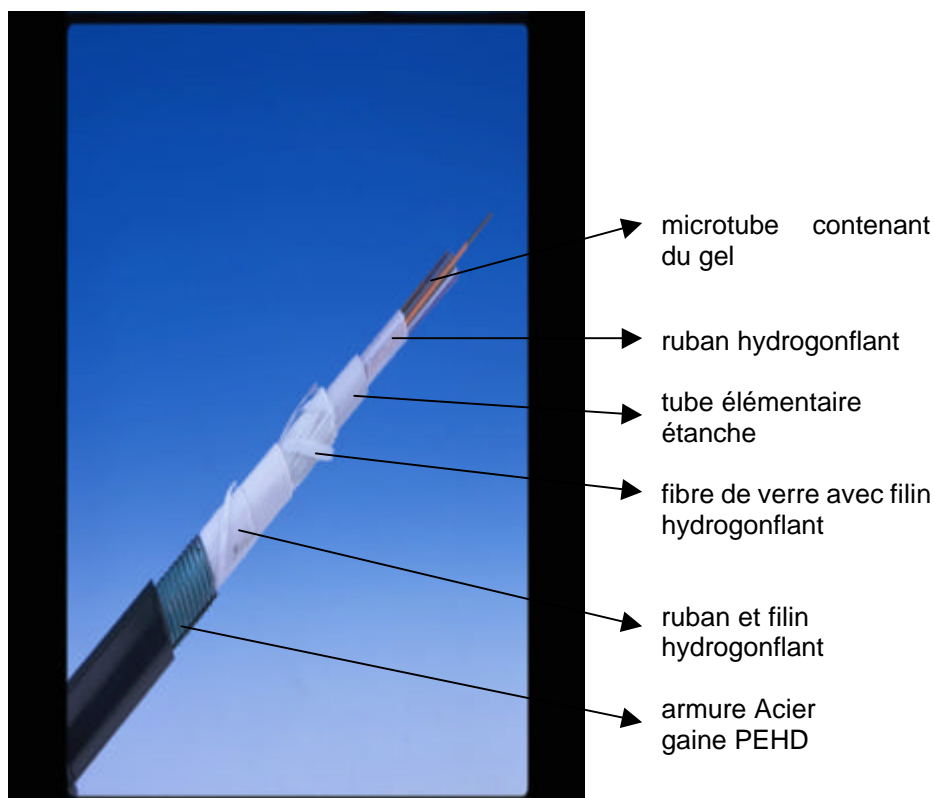 microtube contenant
du gel
ruban hydrogonflant
tube élémentaire
étanche
fibre de verre avec filin
hydrogonflant
ruban et filin
hydrogonflant
armure Acier
gaine PEHD